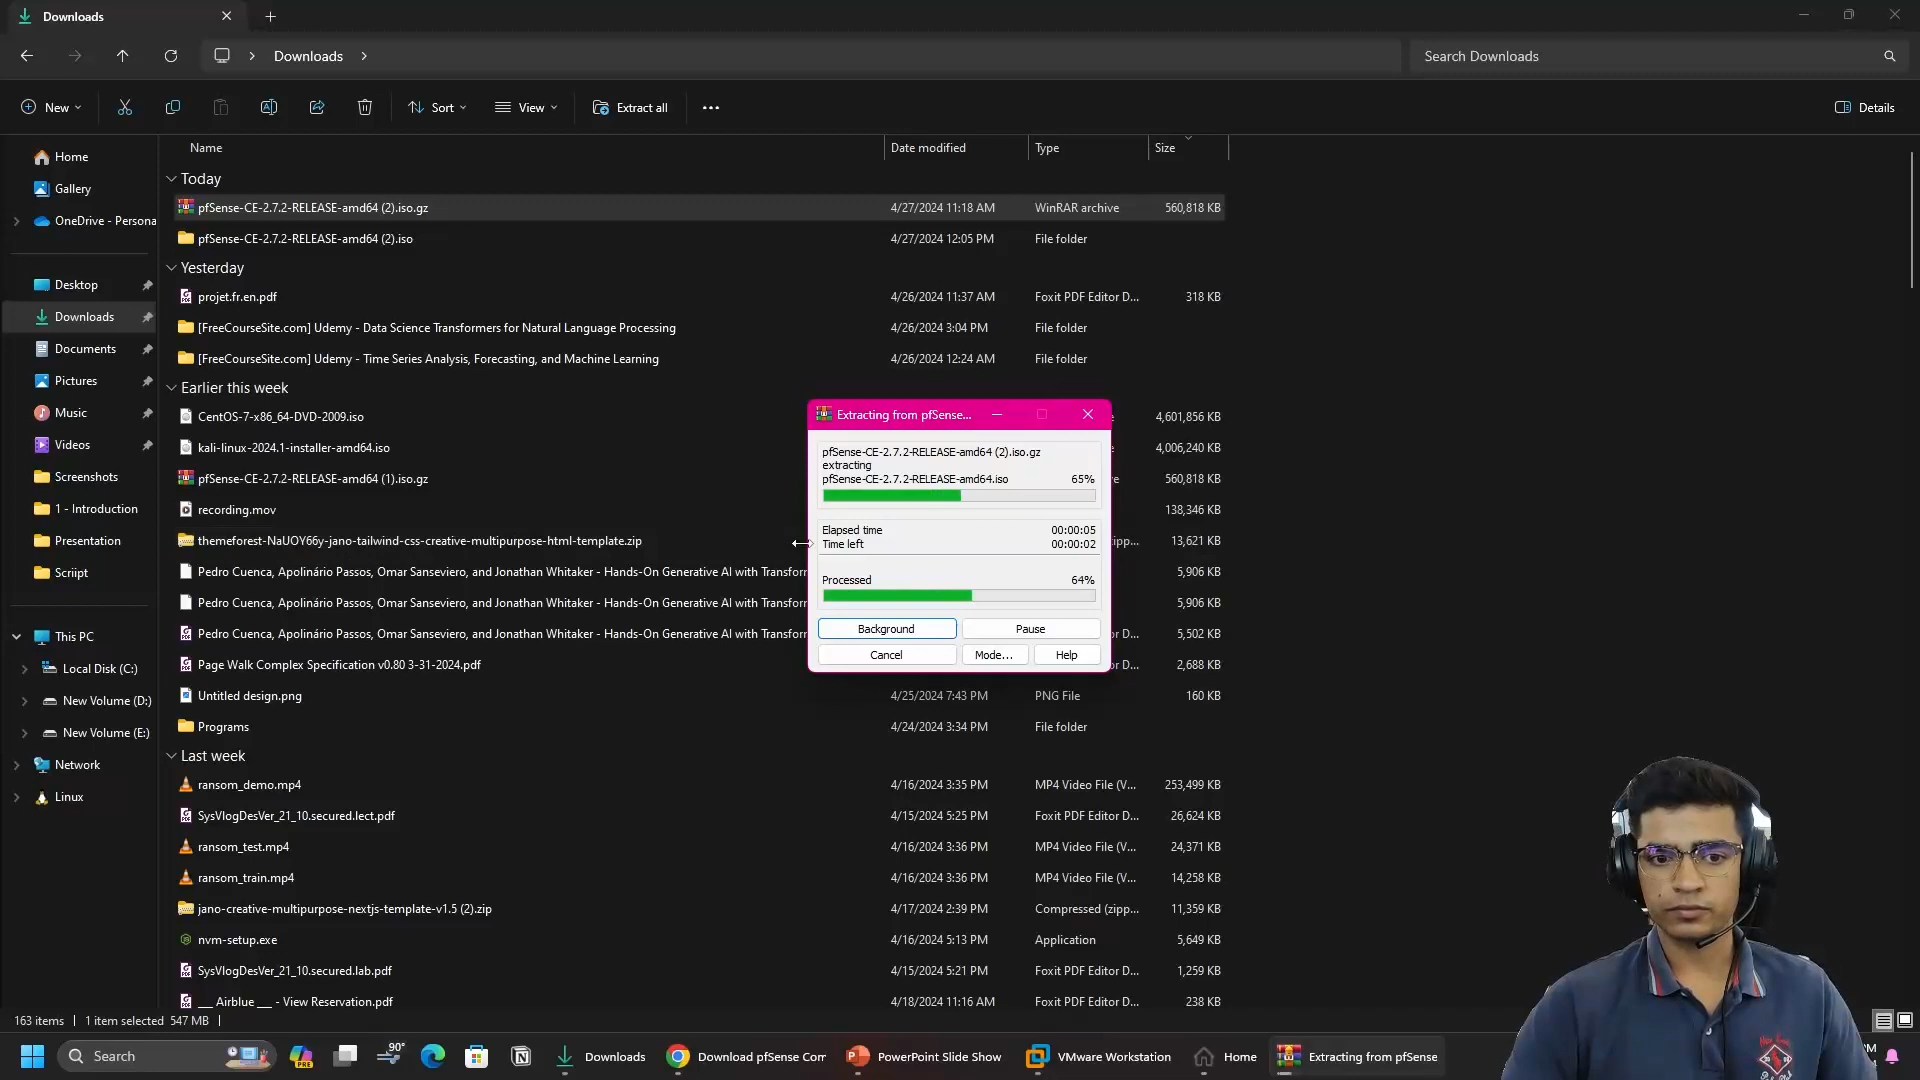 Downloads
Downloads
Search Downloads
New
Sort
View
Extract all
Details
Name
Date modified
Type
Size
Home
Gallery
OneDrive - Persona
Desktop
Downloads
Documents
Pictures
Music
Videos
Screenshots
1 - Introduction
Presentation
Scriipt
This PC
Local Disk (C:)
New Volume (D:)
New Volume (E:)
Network
Linux
Today
pfSense-CE-2.7.2-RELEASE-amd64 (2).iso.gz 4/27/2024 11:18 AM WinRAR archive 560,818 KB
pfSense-CE-2.7.2-RELEASE-amd64 (2).iso 4/27/2024 12:05 PM File folder
Yesterday
projet.fr.en.pdf 4/26/2024 11:37 AM Foxit PDF Editor D... 318 KB
[FreeCourseSite.com] Udemy - Data Science Transformers for Natural Language Processing 4/26/2024 3:04 PM File folder
[FreeCourseSite.com] Udemy - Time Series Analysis, Forecasting, and Machine Learning 4/26/2024 12:24 AM File folder
Earlier this week
CentOS-7-x86_64-DVD-2009.iso 4,601,856 KB
kali-linux-2024.1-installer-amd64.iso 4,006,240 KB
pfSense-CE-2.7.2-RELEASE-amd64 (1).iso.gz 560,818 KB
recording.mov 138,346 KB
themeforest-NaUOY66y-jano-tailwind-css-creative-multipurpose-html-template.zip 13,621 KB
Pedro Cuenca, Apolinário Passos, Omar Sanseviero, and Jonathan Whitaker - Hands-On Generative AI with Transfor 5,906 KB
Pedro Cuenca, Apolinário Passos, Omar Sanseviero, and Jonathan Whitaker - Hands-On Generative AI with Transfor 5,906 KB
Pedro Cuenca, Apolinário Passos, Omar Sanseviero, and Jonathan Whitaker - Hands-On Generative AI with Transfor 5,502 KB
Page Walk Complex Specification v0.80 3-31-2024.pdf 2,688 KB
Untitled design.png 4/25/2024 7:43 PM PNG File 160 KB
Programs 4/24/2024 3:34 PM File folder
Last week
ransom_demo.mp4 4/16/2024 3:35 PM MP4 Video File (V... 253,499 KB
SysVlogDesVer_21_10.secured.lect.pdf 4/15/2024 5:25 PM Foxit PDF Editor D... 26,624 KB
ransom_test.mp4 4/16/2024 3:36 PM MP4 Video File (V... 24,371 KB
ransom_train.mp4 4/16/2024 3:36 PM MP4 Video File (V... 14,258 KB
jano-creative-multipurpose-nextjs-template-v1.5 (2).zip 4/17/2024 2:39 PM Compressed (zipp... 11,359 KB
nvm-setup.exe 4/16/2024 5:13 PM Application 5,649 KB
SysVlogDesVer_21_10.secured.lab.pdf 4/15/2024 5:21 PM Foxit PDF Editor D... 1,259 KB
___ Airblue ___ - View Reservation.pdf 4/18/2024 11:16 AM Foxit PDF Editor D... 238 KB
Extracting from pfSense...
pfSense-CE-2.7.2-RELEASE-amd64 (2).iso.gz
extracting
pfSense-CE-2.7.2-RELEASE-amd64.iso 65%
Elapsed time 00:00:05
Time left 00:00:02
Processed 64%
Background
Pause
Cancel
Mode...
Help
163 items
1 item selected 547 MB
Search
PRE
90°
Downloads
Download pfSense Com
PowerPoint Slide Show
VMware Workstation
Home
Extracting from pfSense